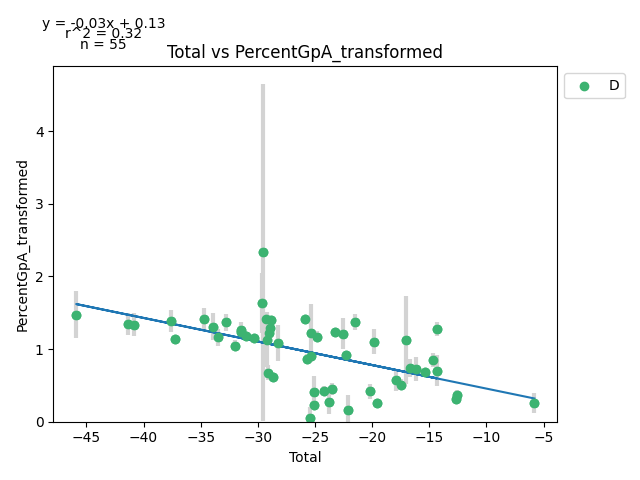 y = -0.03x + 0.13
r^2 = 0.32
n = 55
Total vs PercentGpA_transformed
D
PercentGpA_transformed
4
3
2
1
0
−45
−40
−35
−30
−25
−20
−15
−10
−5
Total